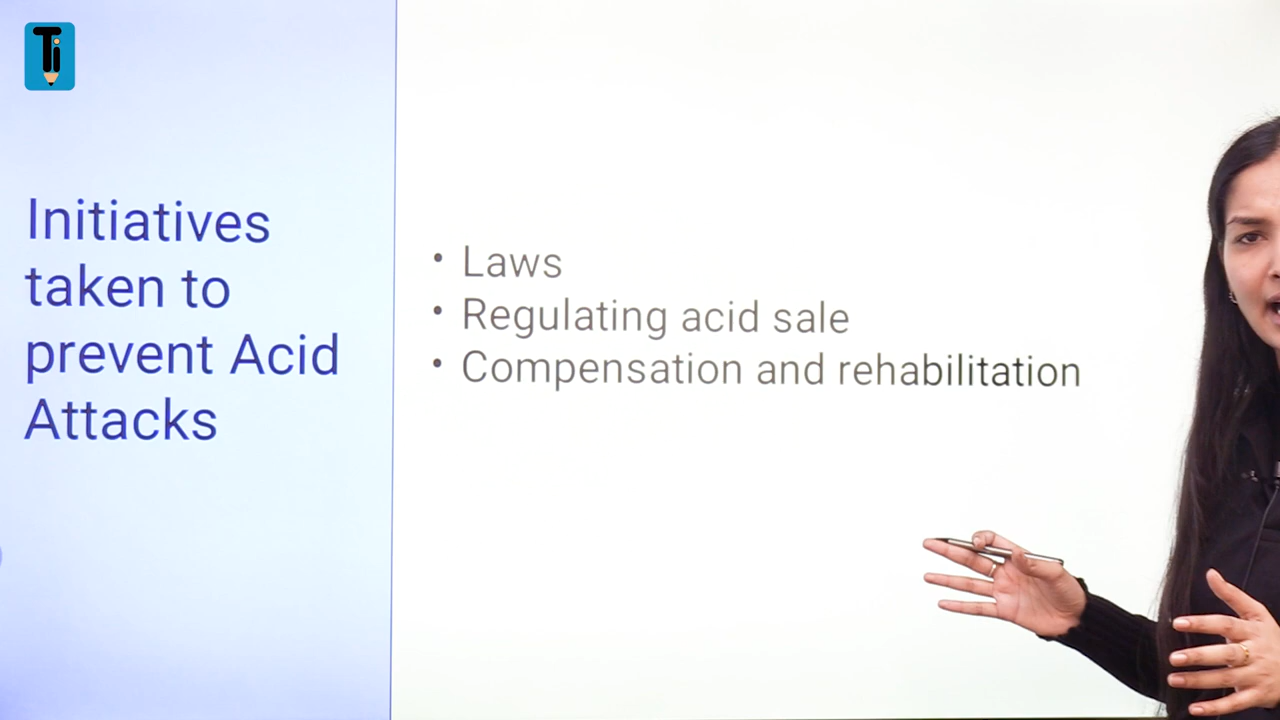 Ti
Initiatives
taken to
prevent Acid
Attacks
• Laws
• Regulating acid sale
• Compensation and rehabilitation